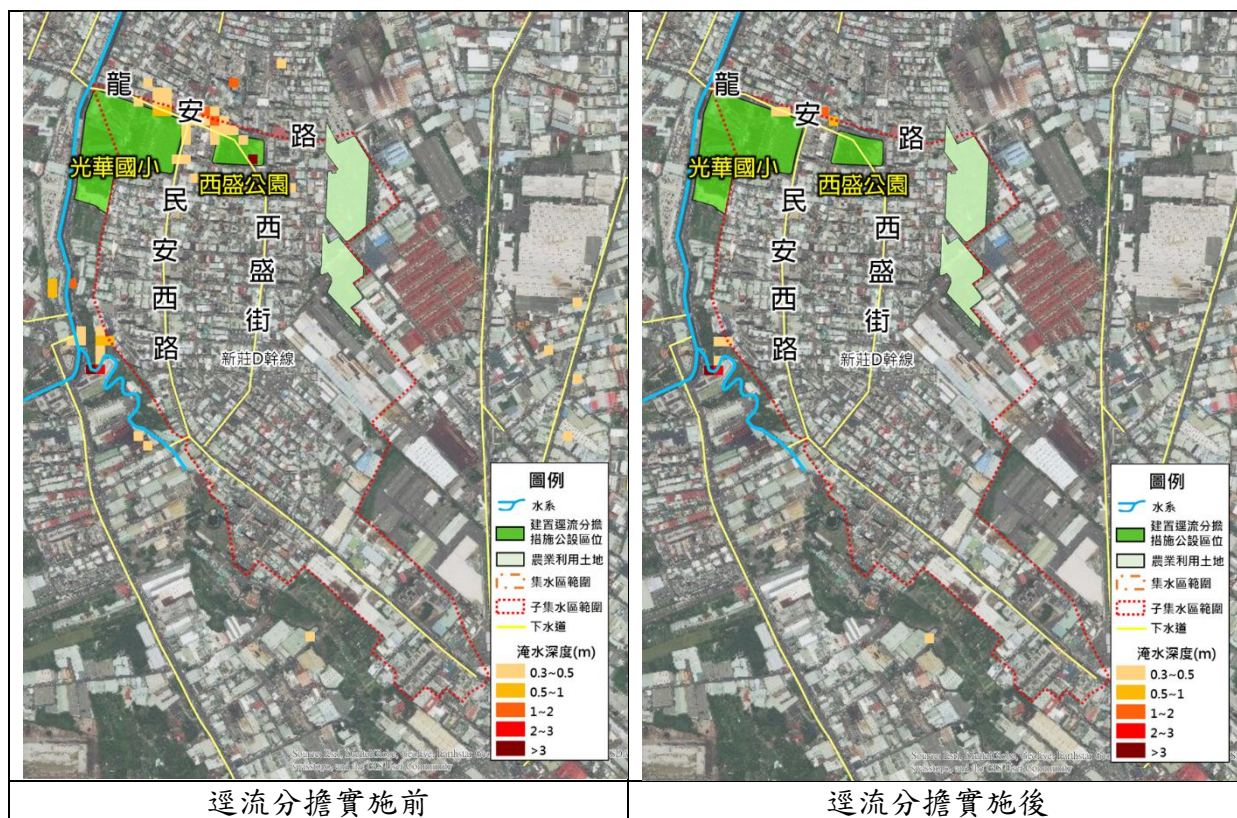 龍安路
光華國小
西盛公園
民安西路
西盛街
新莊D幹線
圖例
水系
建置逕流分擔
措施公設區位
農業利用土地
集水區範圍
子集水區範圍
下水道
淹水深度(m)
0.3~0.5
0.5~1
1~2
2~3
>3
逕流分擔實施前
龍安路
光華國小
西盛公園
民安西路
西盛街
新莊D幹線
圖例
水系
建置逕流分擔
措施公設區位
農業利用土地
集水區範圍
子集水區範圍
下水道
淹水深度(m)
0.3~0.5
0.5~1
1~2
2~3
>3
逕流分擔實施後